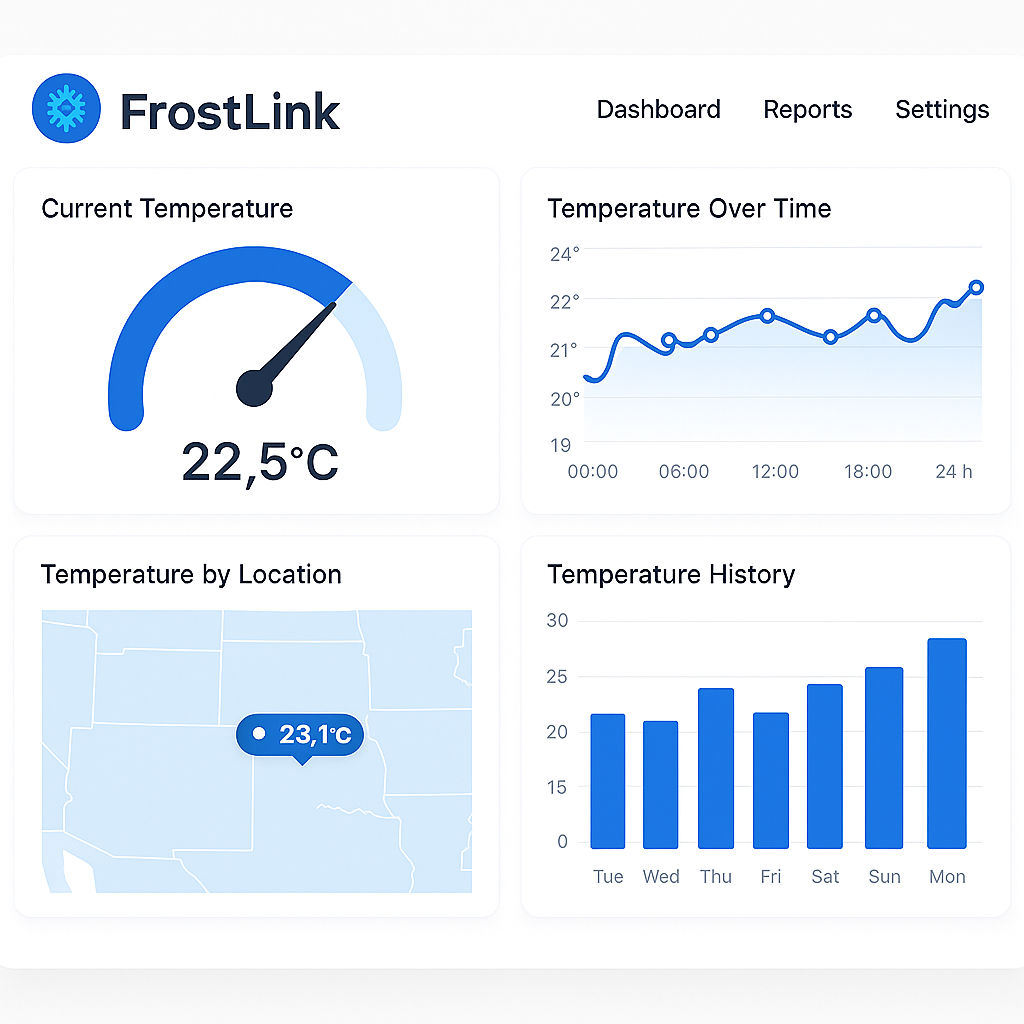 FrostLink
Dashboard Reports Settings
Current Temperature
22,5°C
Temperature Over Time
24°
22°
21°
20°
19
00:00 06:00 12:00 18:00 24 h
Temperature by Location
23,1°C
Temperature History
30
25
20
15
0
Tue Wed Thu Fri Sat Sun Mon